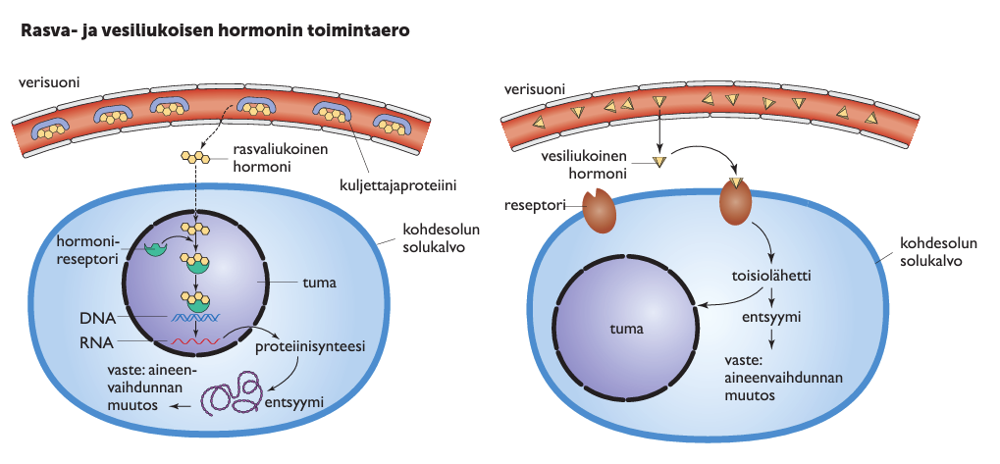 Rasva- ja vesiliukoisen hormonin toimintaero
verisuoni
rasvaliukoinen
hormoni
kuljettajaproteiini
hormoni-
reseptori
kohdesolun
solukalvo
tuma
DNA
RNA
proteiinisynteesi
vaste: aineen-
vaihdunnan
muutos
entsyymi
verisuoni
vesiliukoinen
hormoni
reseptori
kohdesolun
solukalvo
toisiolähetti
entsyymi
tuma
vaste:
aineenvaihdunnan
muutos